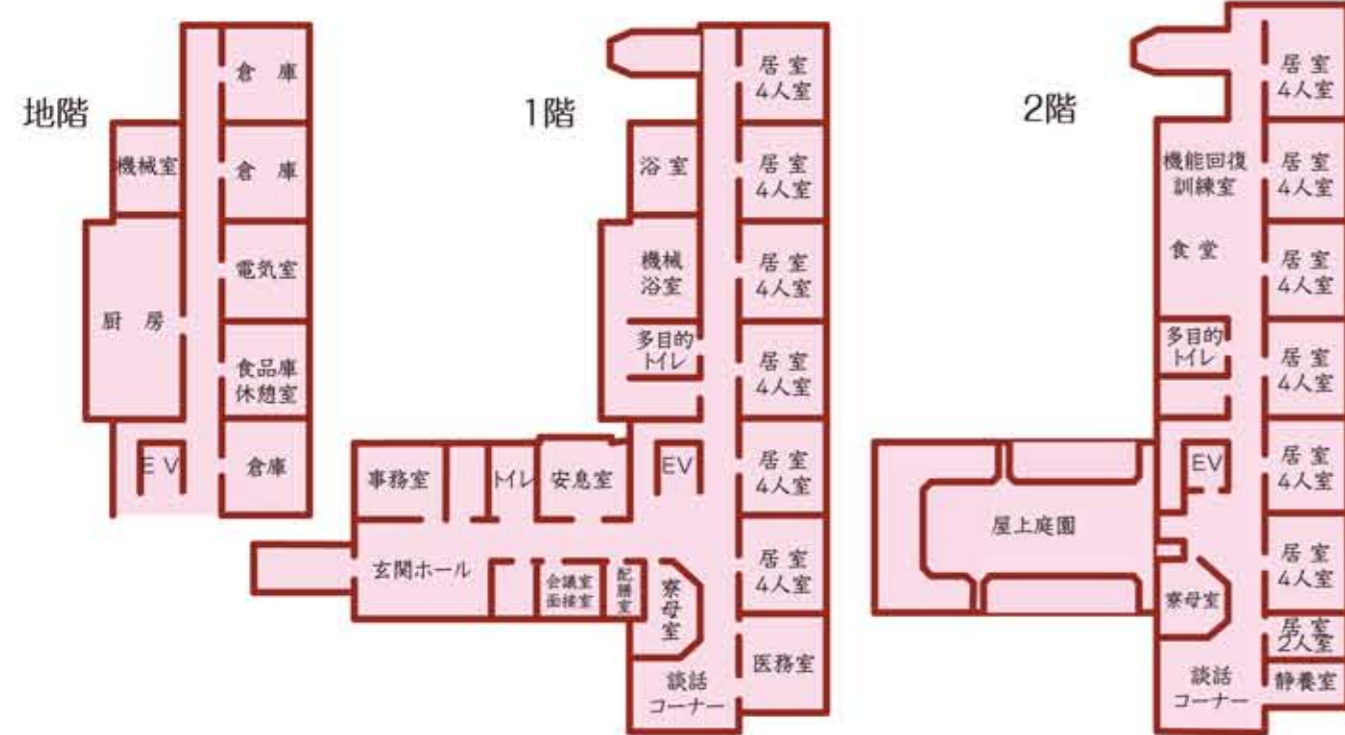 地階
倉 庫
機械室
倉 庫
電気室
厨 房
食品庫
休憩室
EV
倉庫
1階
居室
4人室
浴室
居室
4人室
機械
浴室
居室
4人室
多目的
トイレ
居室
4人室
事務室
トイレ
安息室
EV
居室
4人室
玄関ホール
会議室
面接室
配膳室
寮母室
居室
4人室
談話
コーナー
医務室
2階
居室
4人室
機能回復
訓練室
居室
4人室
食堂
居室
4人室
多目的
トイレ
居室
4人室
EV
居室
4人室
屋上庭園
居室
4人室
寮母室
居室
2人室
談話
コーナー
静養室